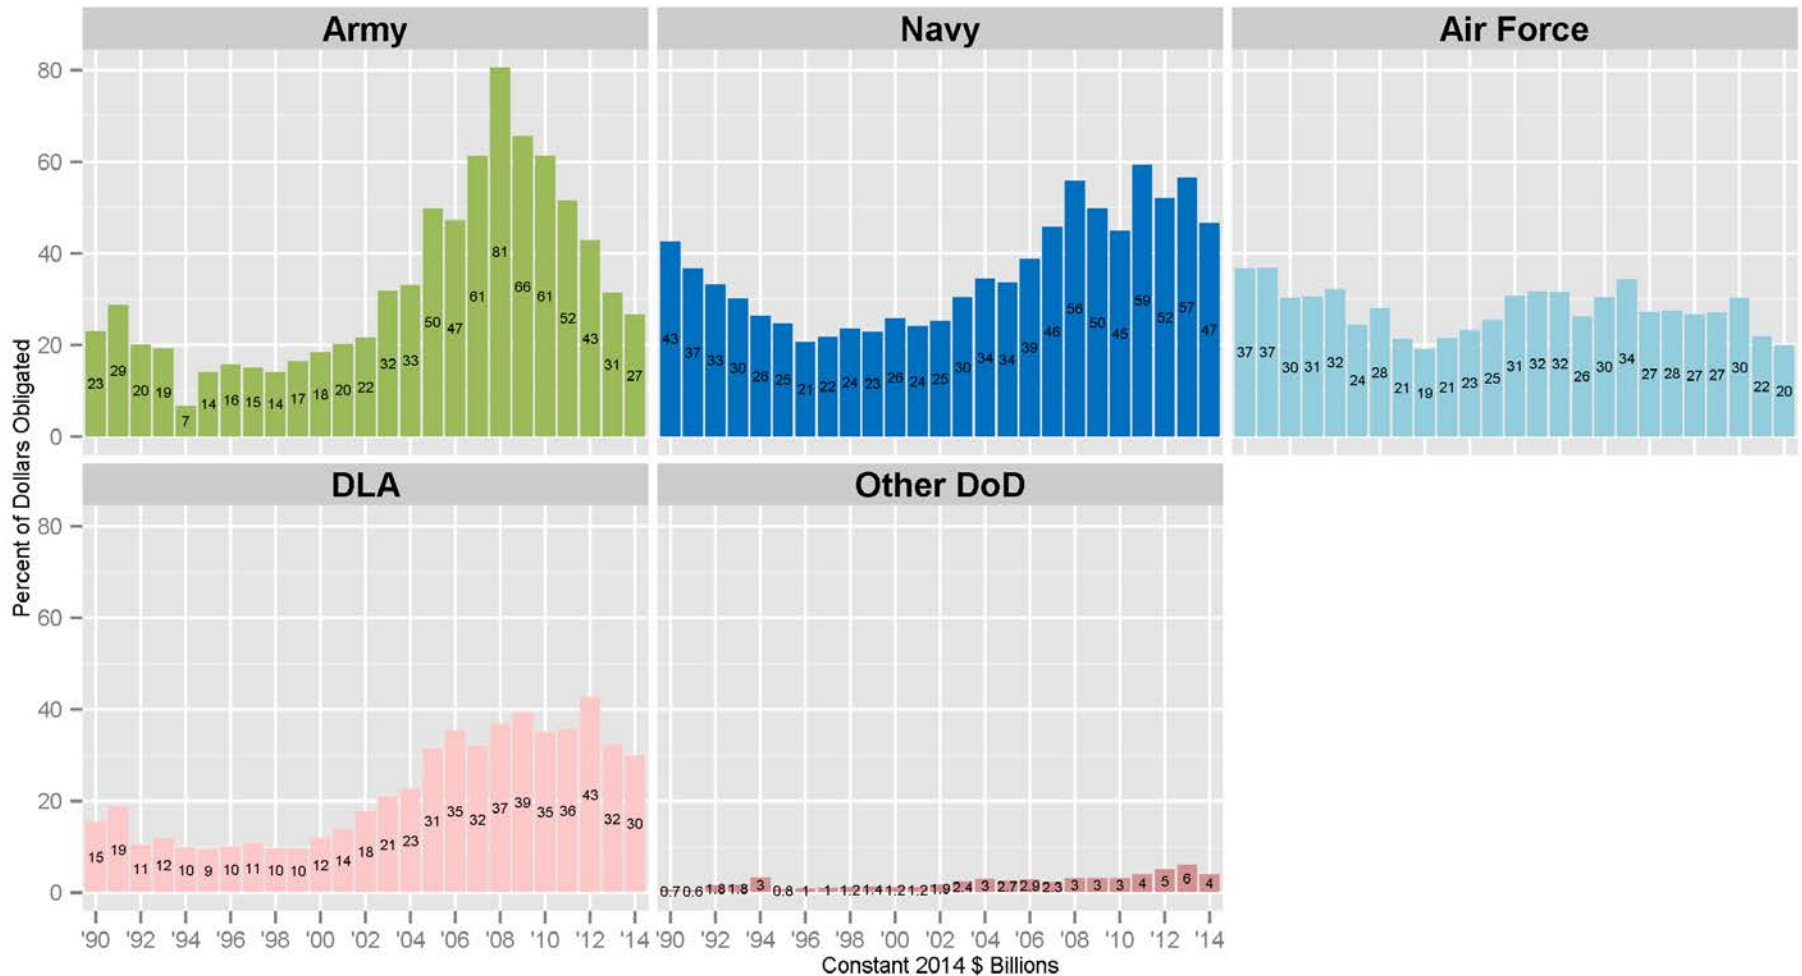 Army
Navy
Air Force
Percent of Dollars Obligated
80
60
40
20
0
23 29 20 19 7 14 16 15 14 17 18 20 22 32 33 50 47 61 81 66 61 52 43 31 27
43 37 33 30 26 25 21 22 24 23 26 24 25 30 34 34 39 46 56 50 45 59 52 57 47
37 37 30 31 32 24 28 21 19 21 23 25 31 32 32 26 30 34 27 28 27 27 30 22 20
DLA
Other DoD
80
60
40
20
0
15 19 11 12 10 9 10 11 10 10 12 14 18 21 23 31 35 32 37 39 35 36 43 32 30
0.7 0.6 1.8 1.8 3 0.8 1 1 1.2 1.4 1.2 1.2 1.9 2.4 3 2.7 2.9 2.3 3 3 3 4 5 6 4
'90 '92 '94 '96 '98 '00 '02 '04 '06 '08 '10 '12 '14
'90 '92 '94 '96 '98 '00 '02 '04 '06 '08 '10 '12 '14
Constant 2014 $ Billions